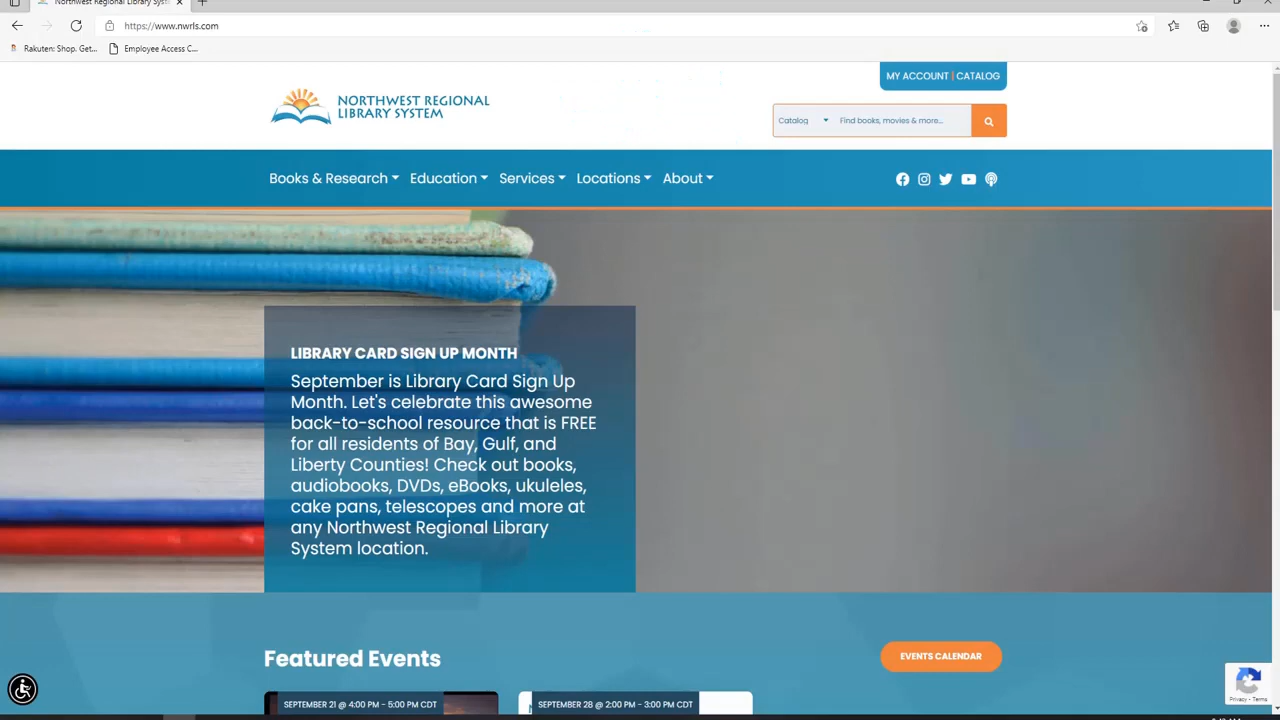 Northwest Regional Library Syste
https://www.nwrls.com
Rakuten: Shop. Get...
Employee Access C...
MY ACCOUNT | CATALOG
NORTHWEST REGIONAL
LIBRARY SYSTEM
Catalog
Find books, movies & more...
Books & Research
Education
Services
Locations
About
LIBRARY CARD SIGN UP MONTH
September is Library Card Sign Up
Month. Let's celebrate this awesome
back-to-school resource that is FREE
for all residents of Bay, Gulf, and
Liberty Counties! Check out books,
audiobooks, DVDs, eBooks, ukuleles,
cake pans, telescopes and more at
any Northwest Regional Library
System location.
Featured Events
EVENTS CALENDAR
SEPTEMBER 21 @ 4:00 PM - 5:00 PM CDT
SEPTEMBER 28 @ 2:00 PM - 3:00 PM CDT
Privacy - Terms